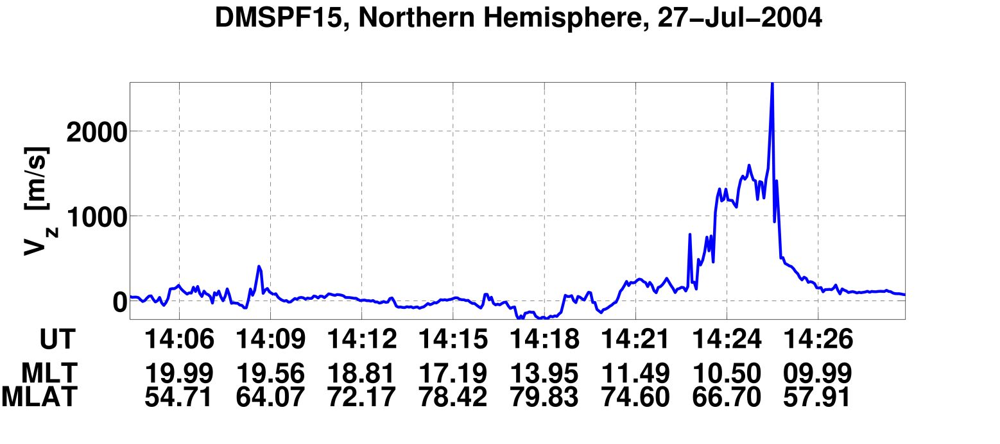 DMSPF15, Northern Hemisphere, 27−Jul−2004
2000
1000
0
V z [m/s]
UT 14:06 14:09 14:12 14:15 14:18 14:21 14:24 14:26
MLT 19.99 19.56 18.81 17.19 13.95 11.49 10.50 09.99
MLAT 54.71 64.07 72.17 78.42 79.83 74.60 66.70 57.91